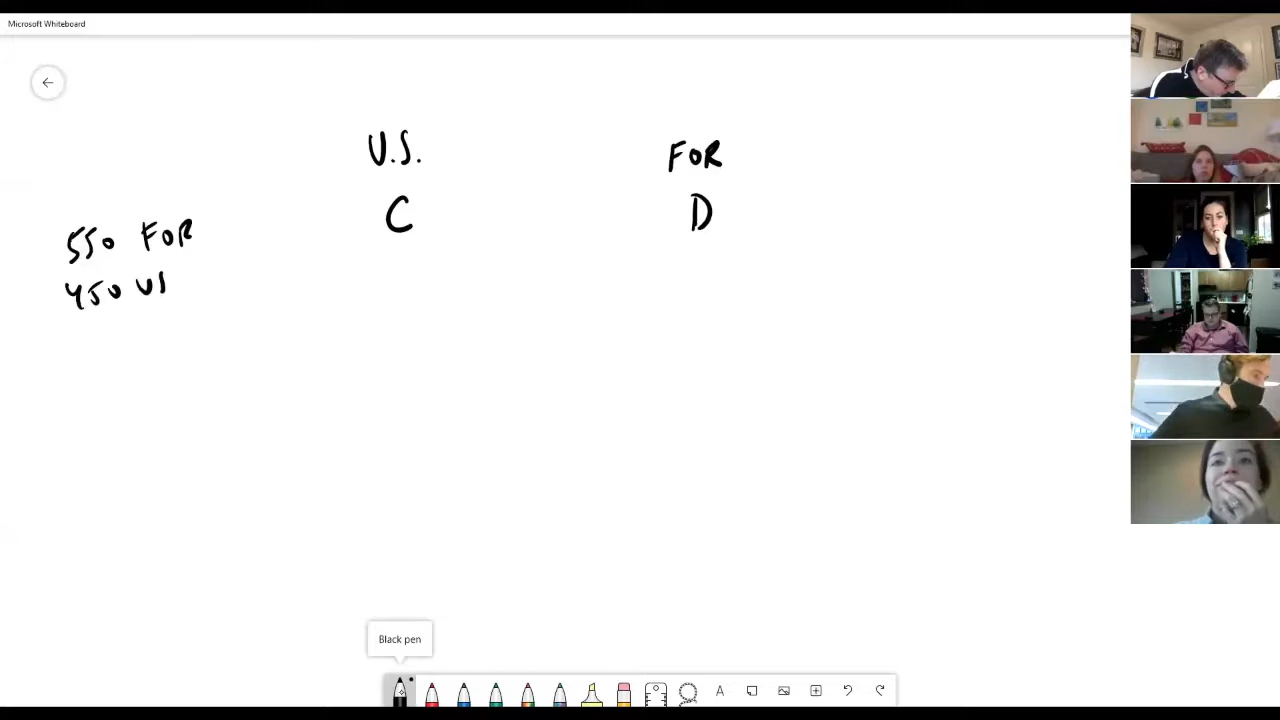 Microsoft Whiteboard
U.S. FOR
C D
550 FOR
450 US
Black pen
A